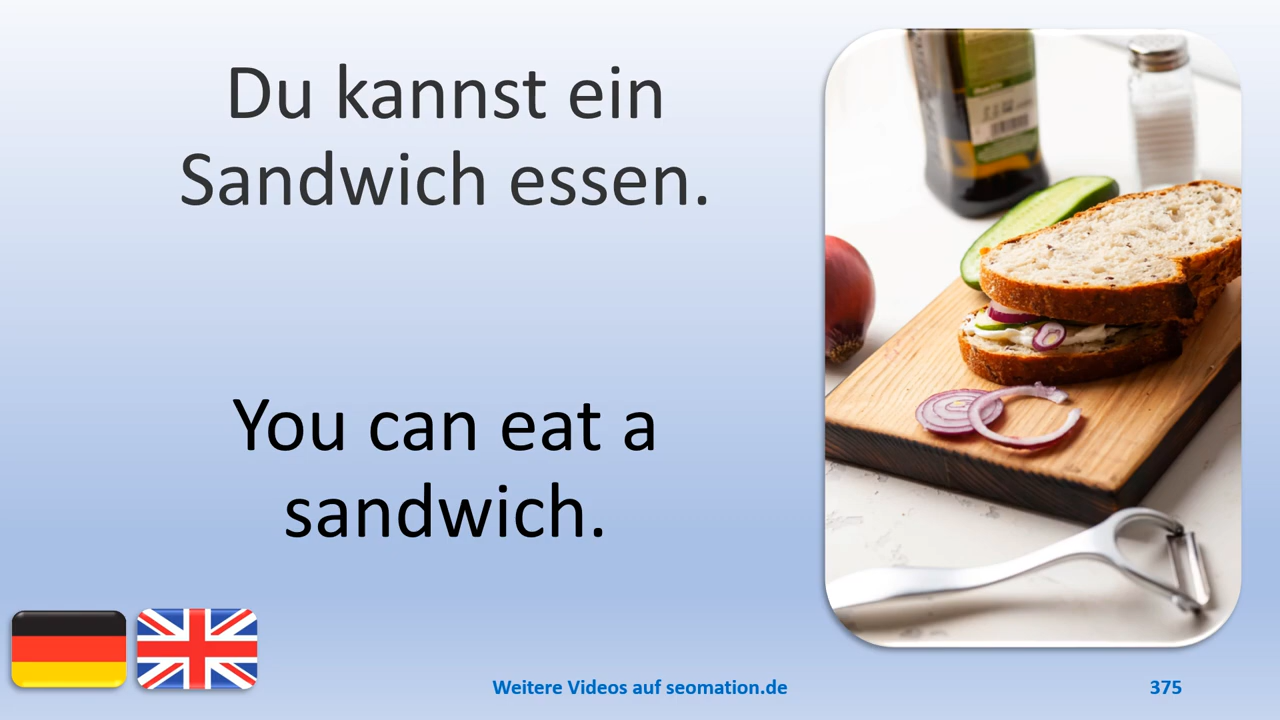 Du kannst ein
Sandwich essen.
You can eat a
sandwich.
Weitere Videos auf seomation.de
375